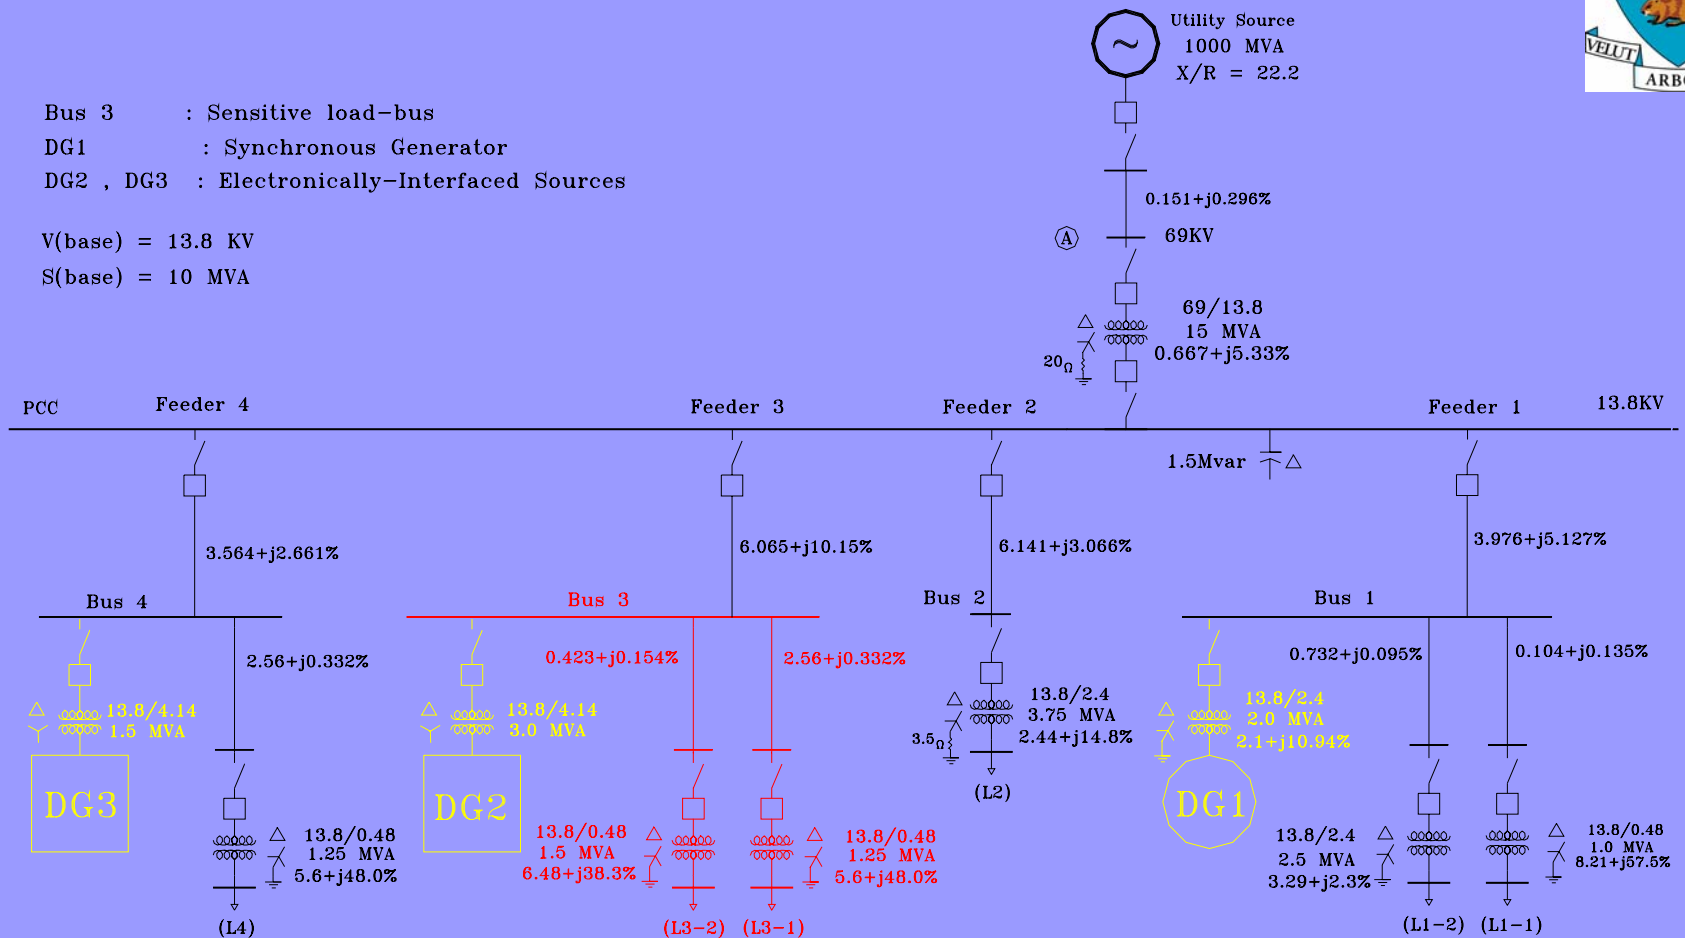 Utility Source
1000 MVA
X/R = 22.2
VELUT
Bus 3 : Sensitive load-bus
DG1 : Synchronous Generator
DG2 , DG3 : Electronically-Interfaced Sources
V(base) = 13.8 KV
S(base) = 10 MVA
0.151+j0.296%
A
69KV
69/13.8
15 MVA
0.667+j5.33%
20Ω
PCC
Feeder 4
Feeder 3
Feeder 2
Feeder 1
13.8KV
1.5Mvar
3.564+j2.661%
6.065+j10.15%
6.141+j3.066%
3.976+j5.127%
Bus 4
Bus 3
Bus 2
Bus 1
2.56+j0.332%
0.423+j0.154%
2.56+j0.332%
0.732+j0.095%
0.104+j0.135%
13.8/4.14
1.5 MVA
DG3
13.8/4.14
3.0 MVA
DG2
13.8/2.4
3.75 MVA
2.44+j14.8%
3.5Ω
(L2)
13.8/2.4
2.0 MVA
2.1+j10.94%
DG1
13.8/0.48
1.25 MVA
5.6+j48.0%
(L4)
13.8/0.48
1.5 MVA
6.48+j38.3%
(L3-2)
13.8/0.48
1.25 MVA
5.6+j48.0%
(L3-1)
13.8/2.4
2.5 MVA
3.29+j2.3%
(L1-2)
13.8/0.48
1.0 MVA
8.21+j57.5%
(L1-1)